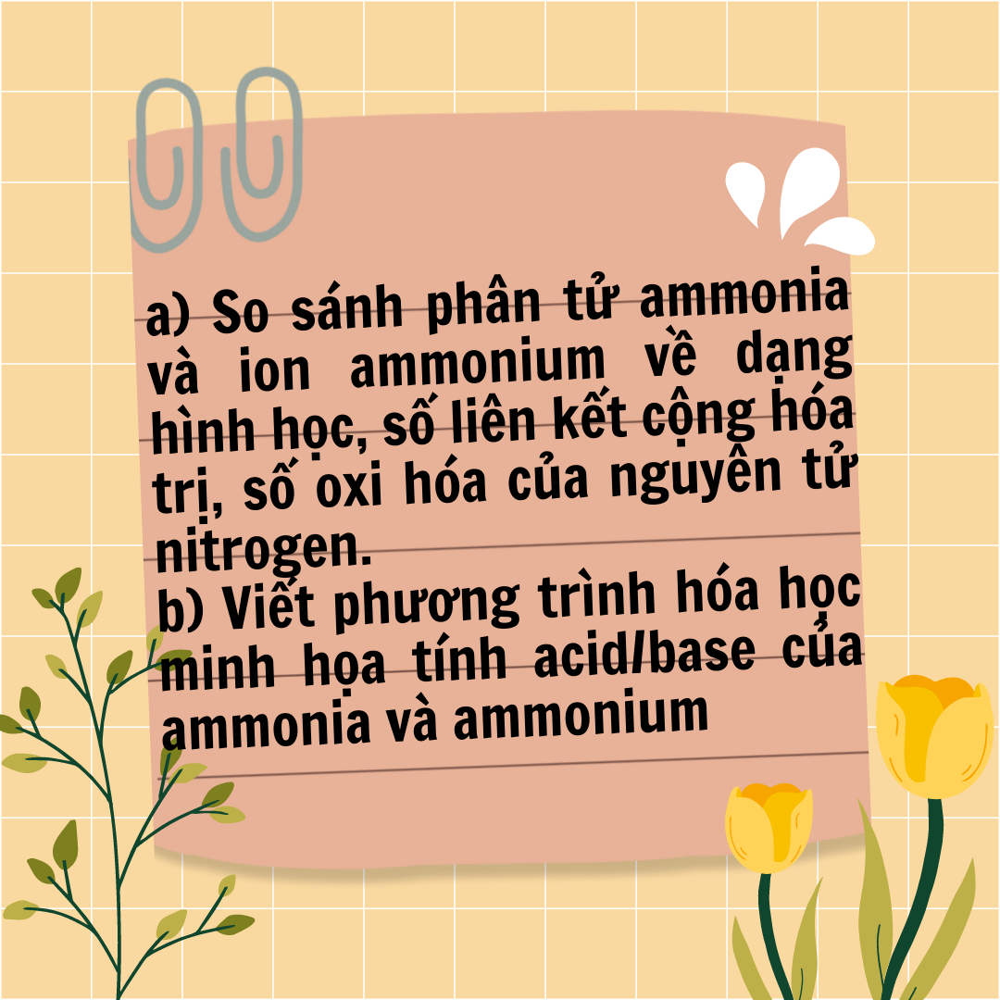 a) So sánh phân tử ammonia
và ion ammonium về dạng
hình học, số liên kết cộng hóa
trị, số oxi hóa của nguyên tử
nitrogen.
b) Viết phương trình hóa học
minh họa tính acid/base của
ammonia và ammonium